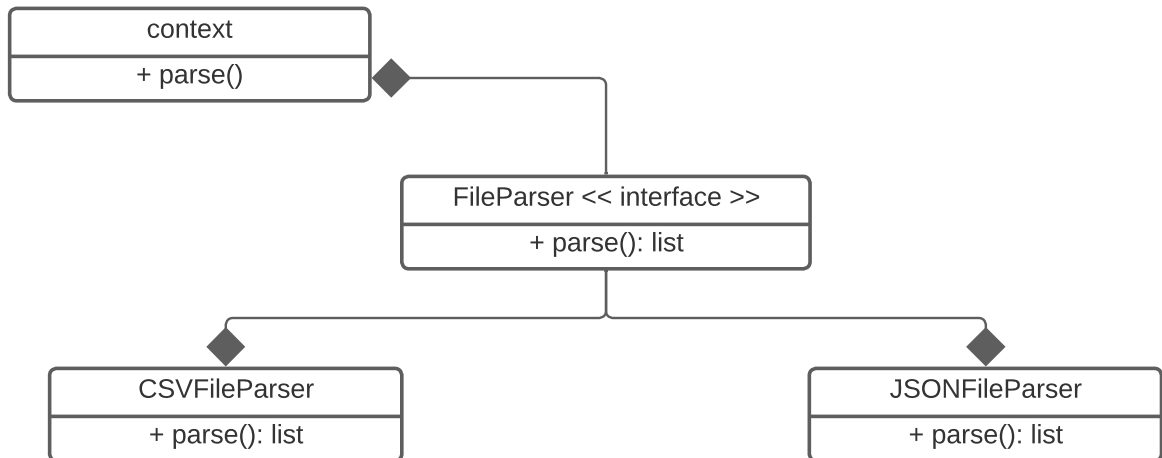 context
+ parse()
FileParser << interface >>
+ parse(): list
CSVFileParser
+ parse(): list
JSONFileParser
+ parse(): list